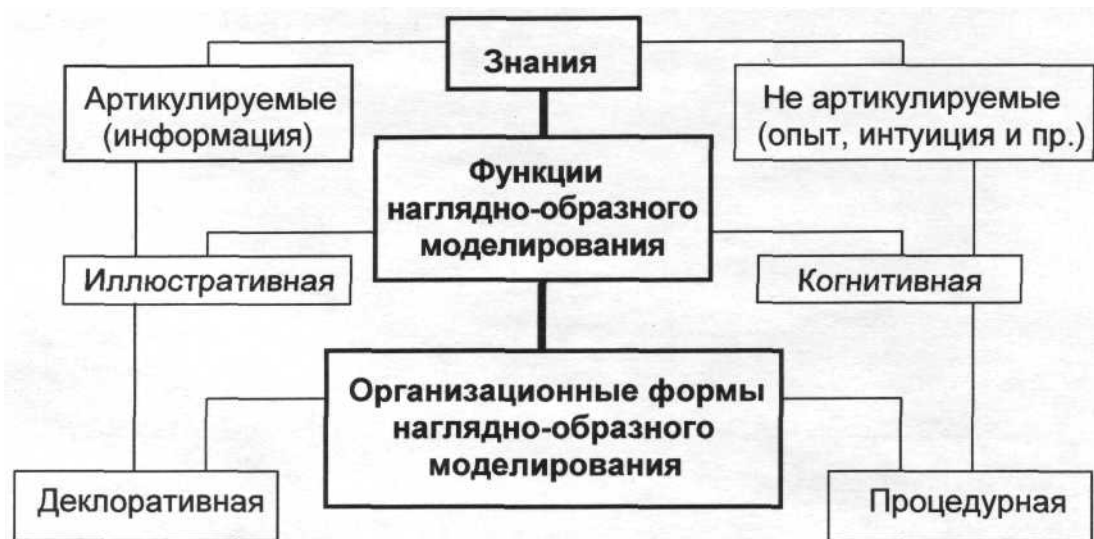 Знания
Артикулируемые
(информация)
Не артикулируемые
(опыт, интуиция и пр.)
Функции
наглядно-образного
моделирования
Иллюстративная
Когнитивная
Организационные формы
наглядно-образного
моделирования
Деклоративная
Процедурная